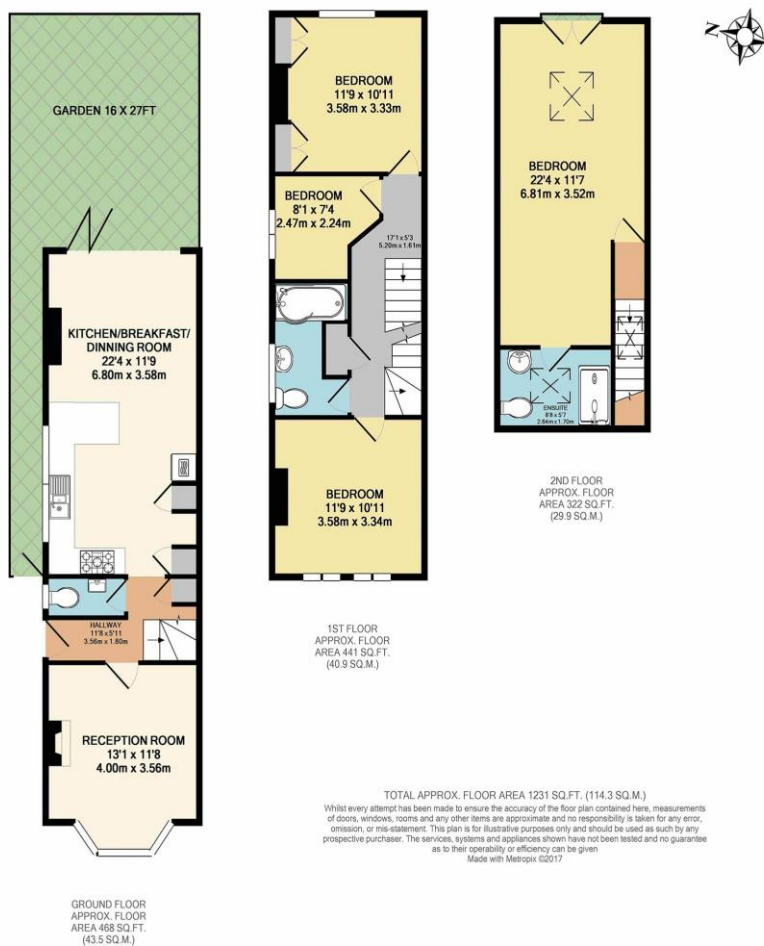 GARDEN 16 X 27FT
KITCHEN/BREAKFAST/
DINNING ROOM
22'4 x 11'9
6.80m x 3.58m
HALLWAY
11'8 x 5'11
3.56m x 1.80m
RECEPTION ROOM
13'1 x 11'8
4.00m x 3.56m
GROUND FLOOR
APPROX. FLOOR
AREA 468 SQ.FT.
(43.5 SQ.M.)
BEDROOM
11'9 x 10'11
3.58m x 3.33m
BEDROOM
8'1 x 7'4
2.47m x 2.24m
17'1 x 5'3
5.20m x 1.61m
BEDROOM
11'9 x 10'11
3.58m x 3.34m
1ST FLOOR
APPROX. FLOOR
AREA 441 SQ.FT.
(40.9 SQ.M.)
N
BEDROOM
22'4 x 11'7
6.81m x 3.52m
ENSUITE
8'8 x 5'7
2.64m x 1.70m
2ND FLOOR
APPROX. FLOOR
AREA 322 SQ.FT.
(29.9 SQ.M.)
TOTAL APPROX. FLOOR AREA 1231 SQ.FT. (114.3 SQ.M.)
Whilst every attempt has been made to ensure the accuracy of the floor plan contained here, measurements
of doors, windows, rooms and any other items are approximate and no responsibility is taken for any error,
omission, or mis-statement. This plan is for illustrative purposes only and should be used as such by any
prospective purchaser. The services, systems and appliances shown have not been tested and no guarantee
as to their operability or efficiency can be given
Made with Metropix ©2017